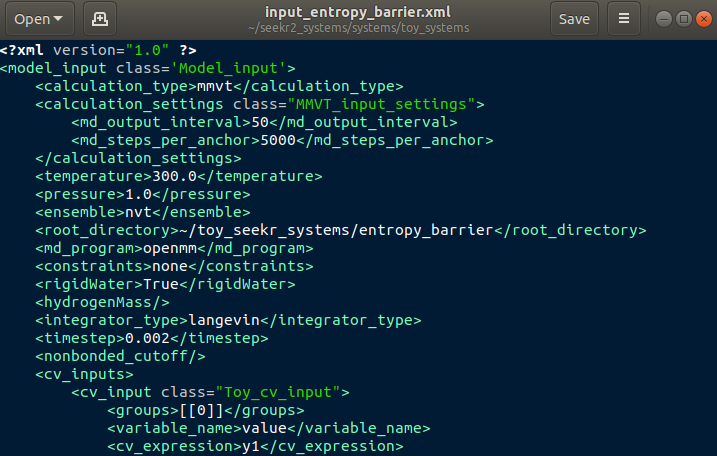 Open
input_entropy_barrier.xml
~/seekr2_systems/systems/toy_systems
Save
<?xml version="1.0" ?>
<model_input class='Model_input'>
    <calculation_type>mmvt</calculation_type>
    <calculation_settings class="MMVT_input_settings">
        <md_output_interval>50</md_output_interval>
        <md_steps_per_anchor>5000</md_steps_per_anchor>
    </calculation_settings>
    <temperature>300.0</temperature>
    <pressure>1.0</pressure>
    <ensemble>nvt</ensemble>
    <root_directory>~/toy_seekr_systems/entropy_barrier</root_directory>
    <md_program>openmm</md_program>
    <constraints>none</constraints>
    <rigidWater>True</rigidWater>
    <hydrogenMass/>
    <integrator_type>langevin</integrator_type>
    <timestep>0.002</timestep>
    <nonbonded_cutoff/>
    <cv_inputs>
        <cv_input class="Toy_cv_input">
            <groups>[[0]]</groups>
            <variable_name>value</variable_name>
            <cv_expression>y1</cv_expression>